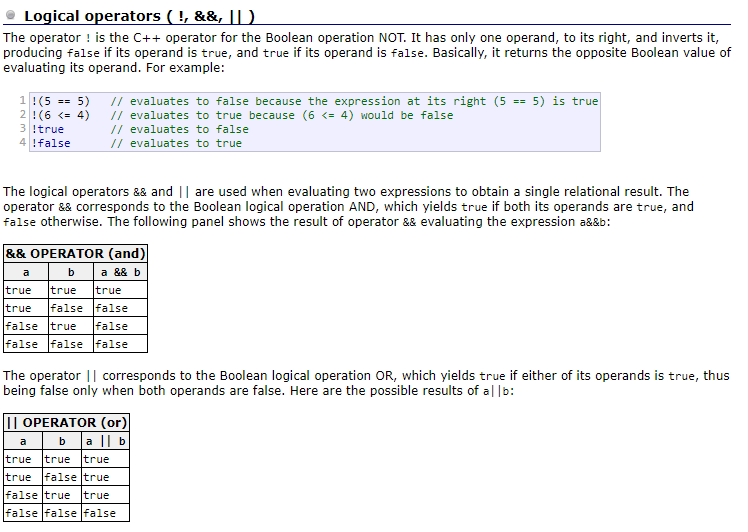 Logical operators ( !, &&, || )
The operator ! is the C++ operator for the Boolean operation NOT. It has only one operand, to its right, and inverts it,
producing false if its operand is true, and true if its operand is false. Basically, it returns the opposite Boolean value of
evaluating its operand. For example:
1 !(5 == 5)   // evaluates to false because the expression at its right (5 == 5) is true
2 !(6 <= 4)   // evaluates to true because (6 <= 4) would be false
3 !true       // evaluates to false
4 !false      // evaluates to true
The logical operators && and || are used when evaluating two expressions to obtain a single relational result. The
operator && corresponds to the Boolean logical operation AND, which yields true if both its operands are true, and
false otherwise. The following panel shows the result of operator && evaluating the expression a&&b:
&& OPERATOR (and)
a b a && b
true true true
true false false
false true false
false false false
The operator || corresponds to the Boolean logical operation OR, which yields true if either of its operands is true, thus
being false only when both operands are false. Here are the possible results of a||b:
|| OPERATOR (or)
a b a || b
true true true
true false true
false true true
false false false